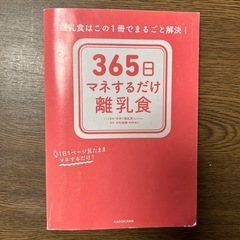 離乳食はこの1冊でまるごと解決！
365日
マネするだけ
離乳食
1日1ページ見たまま
マネするだけ！
KADOKAWA